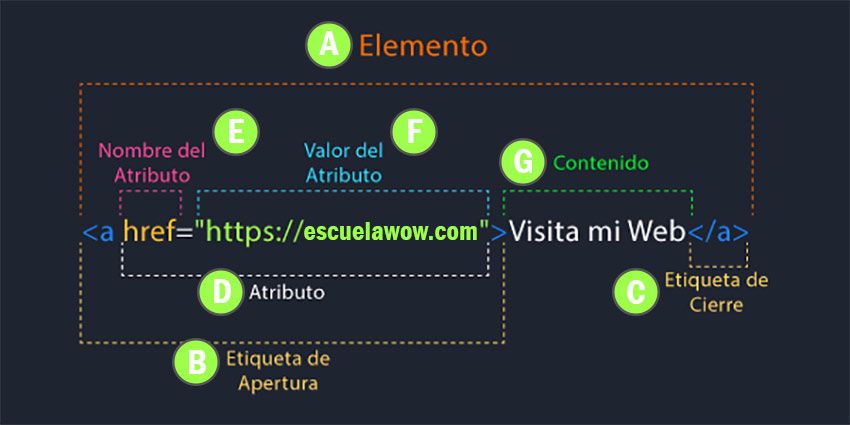 A Elemento
E
F
Nombre del
Atributo
Valor del
Atributo
G Contenido
<a href="https://escuelawow.com">Visita mi Web</a>
D Atributo
C Etiqueta de
Cierre
B Etiqueta de
Apertura